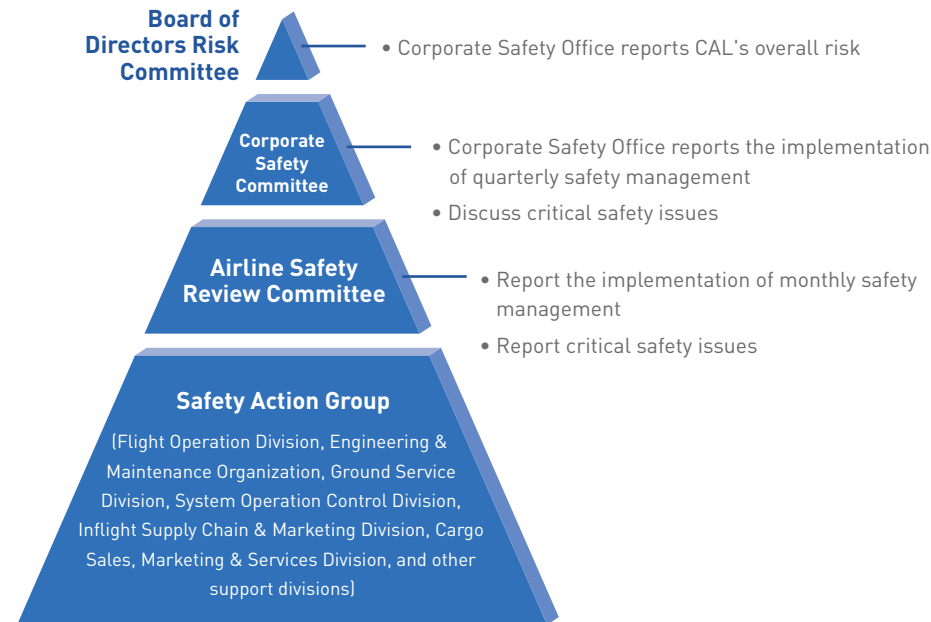 Board of
Directors Risk
Committee
• Corporate Safety Office reports CAL's overall risk
Corporate
Safety
Committee
• Corporate Safety Office reports the implementation
of quarterly safety management
• Discuss critical safety issues
Airline Safety
Review Committee
• Report the implementation of monthly safety
management
• Report critical safety issues
Safety Action Group
(Flight Operation Division, Engineering &
Maintenance Organization, Ground Service
Division, System Operation Control Division,
Inflight Supply Chain & Marketing Division, Cargo
Sales, Marketing & Services Division, and other
support divisions)